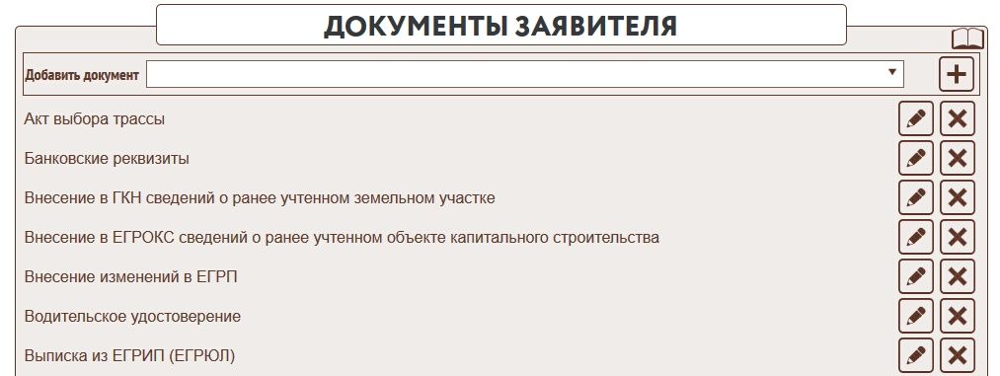 ДОКУМЕНТЫ ЗАЯВИТЕЛЯ
Добавить документ
Акт выбора трассы
Банковские реквизиты
Внесение в ГКН сведений о ранее учтенном земельном участке
Внесение в ЕГРОКС сведений о ранее учтенном объекте капитального строительства
Внесение изменений в ЕГРП
Водительское удостоверение
Выписка из ЕГРИП (ЕГРЮЛ)